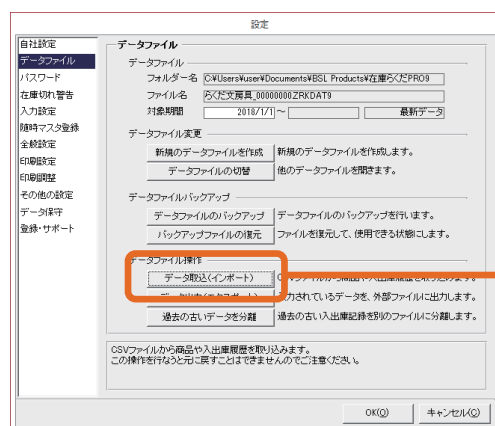 設定
自社設定
データファイル
パスワード
在庫切れ警告
入力設定
随時マスタ登録
全般設定
印刷設定
印刷調整
その他の設定
データ保守
登録・サポート
データファイル
データファイル
フォルダー名 C:¥Users¥user¥Documents¥BSL Products¥在庫らくだPRO9
ファイル名 らくだ文房具_00000000.ZRKDAT9
対象期間 2018/1/1 ～ 最新データ
データファイル変更
新規のデータファイルを作成 新規のデータファイルを作成します。
データファイルの切替 他のデータファイルを開きます。
データファイルバックアップ
データファイルのバックアップ データファイルのバックアップを行います。
バックアップファイルの復元 ファイルを復元して、使用できる状態にします。
データファイル操作
データ取込(インポート)
されているデータを、外部ファイルに出力します。
過去の古いデータを分離 過去の古い入出庫記録を別のファイルに分離します。
CSVファイルから商品や入出庫履歴を取り込みます。
この操作を行なうと元に戻すことはできませんのでご注意ください。
OK(O) キャンセル(C)